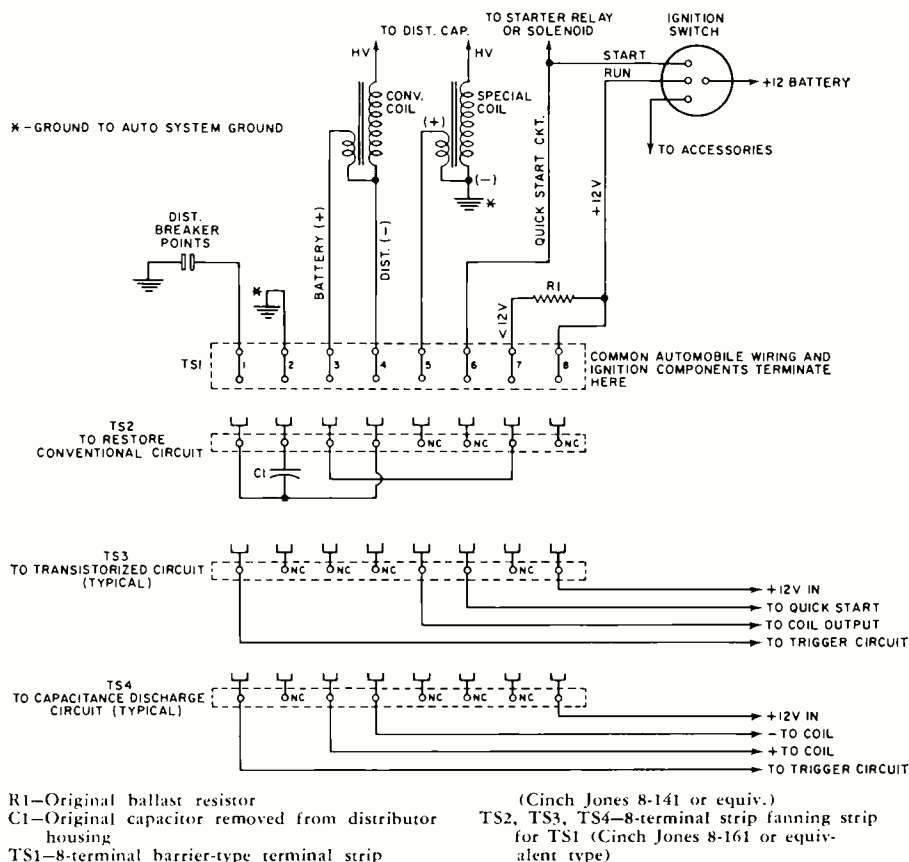 TO DIST. CAP.
TO STARTER RELAY
OR SOLENOID
IGNITION
SWITCH
HV
HV
START
RUN
+12 BATTERY
CONV.
COIL
SPECIAL
COIL
(+)
(-)
*
*-GROUND TO AUTO SYSTEM GROUND
TO ACCESSORIES
QUICK START CKT.
+12V
DIST.
BREAKER
POINTS
BATTERY (+)
DIST. (-)
*
<12V
R1
TS1
1 2 3 4 5 6 7 8
COMMON AUTOMOBILE WIRING AND
IGNITION COMPONENTS TERMINATE
HERE
TS2
TO RESTORE
CONVENTIONAL CIRCUIT
NC NC NC
C1
TS3
TO TRANSISTORIZED CIRCUIT
(TYPICAL)
NC NC NC NC
+12V IN
TO QUICK START
TO COIL OUTPUT
TO TRIGGER CIRCUIT
TS4
TO CAPACITANCE DISCHARGE
CIRCUIT (TYPICAL)
NC NC NC NC
+12V IN
- TO COIL
+ TO COIL
TO TRIGGER CIRCUIT
R1—Original ballast resistor
C1—Original capacitor removed from distributor
housing
TS1—8-terminal barrier-type terminal strip
(Cinch Jones 8-141 or equiv.)
TS2, TS3, TS4—8-terminal strip fanning strip
for TS1 (Cinch Jones 8-161 or equiv-
alent type)